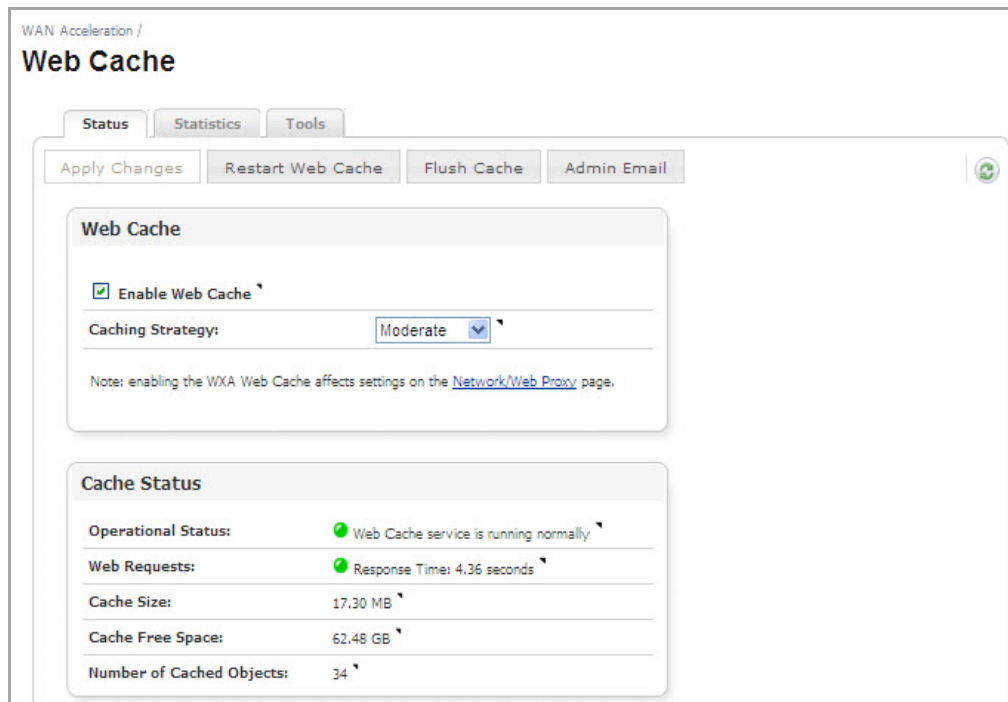 WAN Acceleration /
Web Cache
Status Statistics Tools
Apply Changes Restart Web Cache Flush Cache Admin Email
Web Cache
Enable Web Cache
Caching Strategy: Moderate
Note: enabling the WXA Web Cache affects settings on the Network/Web Proxy page.
Cache Status
Operational Status: Web Cache service is running normally
Web Requests: Response Time: 4.36 seconds
Cache Size: 17.30 MB
Cache Free Space: 62.48 GB
Number of Cached Objects: 34